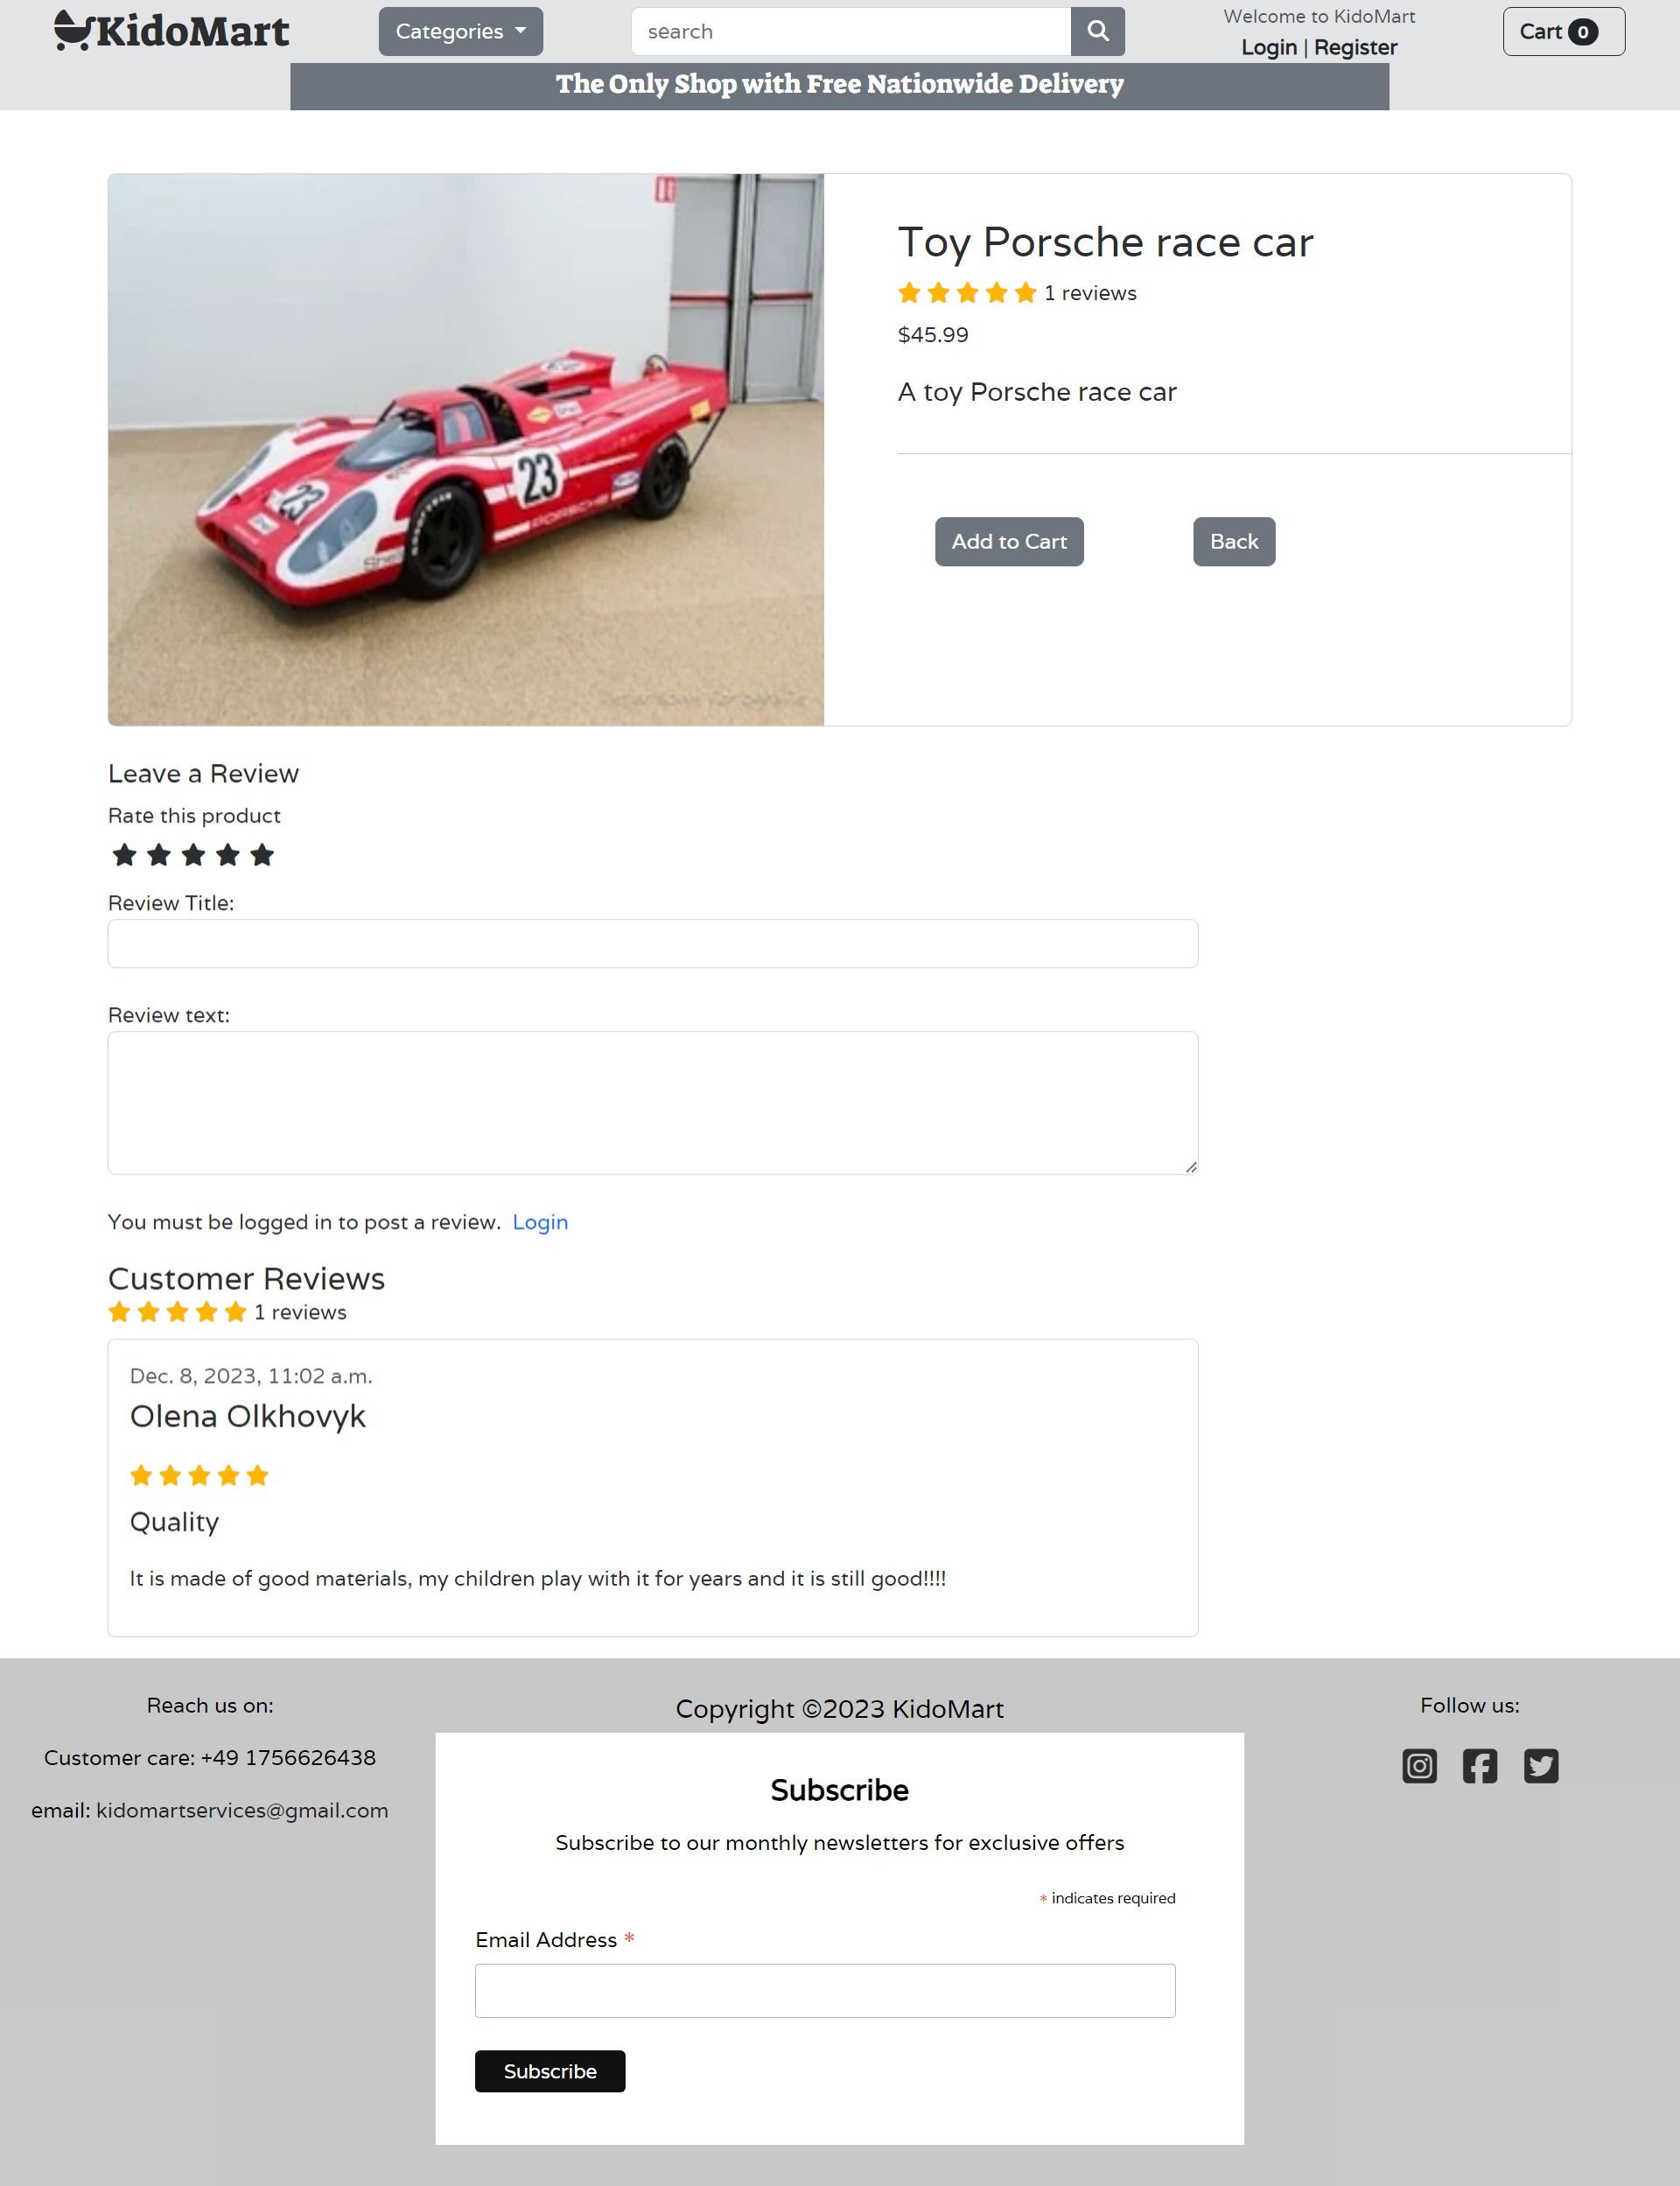 KidoMart
Categories
search
Welcome to KidoMart
Login | Register
Cart 0
The Only Shop with Free Nationwide Delivery
Toy Porsche race car
1 reviews
$45.99
A toy Porsche race car
Add to Cart
Back
23
23
PORSCHE
Shell
Leave a Review
Rate this product
Review Title:
Review text:
You must be logged in to post a review. Login
Customer Reviews
1 reviews
Dec. 8, 2023, 11:02 a.m.
Olena Olkhovyk
Quality
It is made of good materials, my children play with it for years and it is still good!!!!
Reach us on:
Customer care: +49 1756626438
email: kidomartservices@gmail.com
Copyright ©2023 KidoMart
Subscribe
Subscribe to our monthly newsletters for exclusive offers
* indicates required
Email Address *
Subscribe
Follow us: